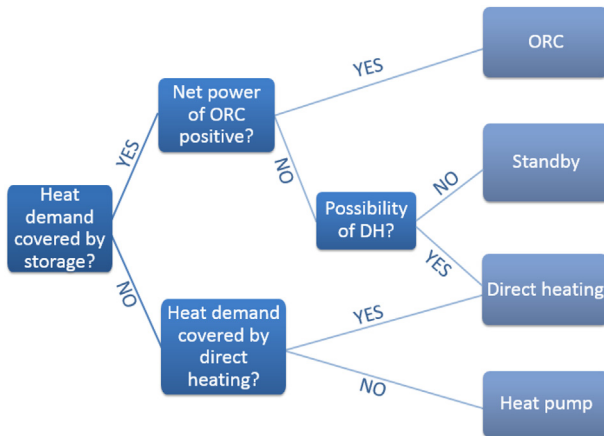 Heat
demand
covered by
storage?
YES
NO
Net power
of ORC
positive?
YES
NO
Possibility
of DH?
NO
YES
Heat demand
covered by
direct
heating?
YES
NO
ORC
Standby
Direct heating
Heat pump